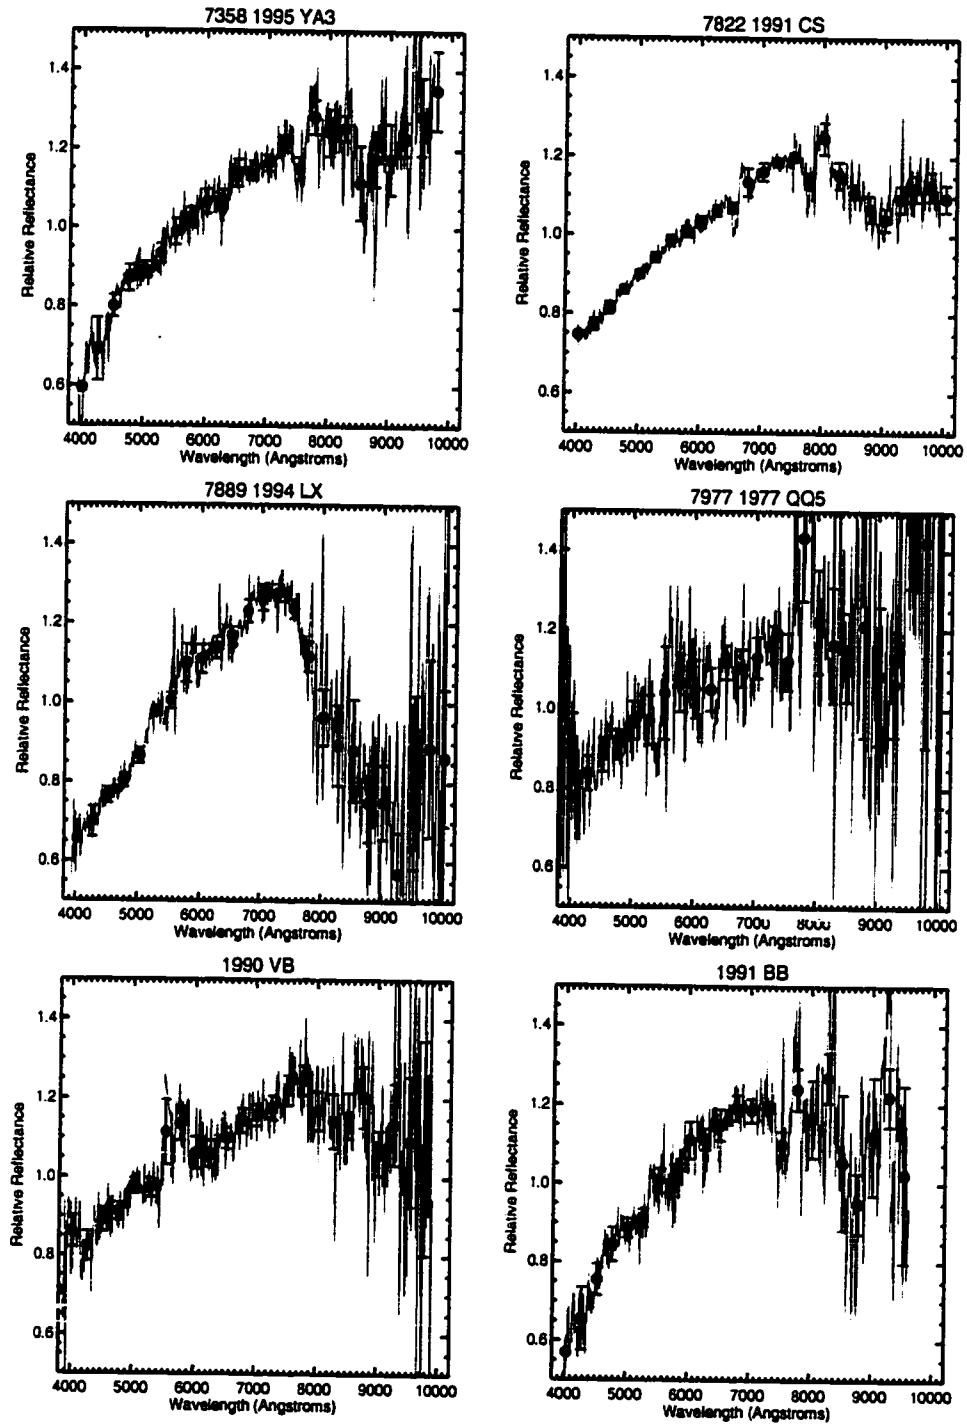 7358 1995 YA3
1.4
1.2
1.0
0.8
0.6
Relative Reflectance
4000 5000 6000 7000 8000 9000 10000
Wavelength (Angstroms)
7822 1991 CS
1.4
1.2
1.0
0.8
0.6
Relative Reflectance
4000 5000 6000 7000 8000 9000 10000
Wavelength (Angstroms)
7889 1994 LX
1.4
1.2
1.0
0.8
0.6
Relative Reflectance
4000 5000 6000 7000 8000 9000 10000
Wavelength (Angstroms)
7977 1977 QQ5
1.4
1.2
1.0
0.8
0.6
Relative Reflectance
4000 5000 6000 7000 8000 9000 10000
Wavelength (Angstroms)
1990 VB
1.4
1.2
1.0
0.8
0.6
Relative Reflectance
4000 5000 6000 7000 8000 9000 10000
Wavelength (Angstroms)
1991 BB
1.4
1.2
1.0
0.8
0.6
Relative Reflectance
4000 5000 6000 7000 8000 9000 10000
Wavelength (Angstroms)